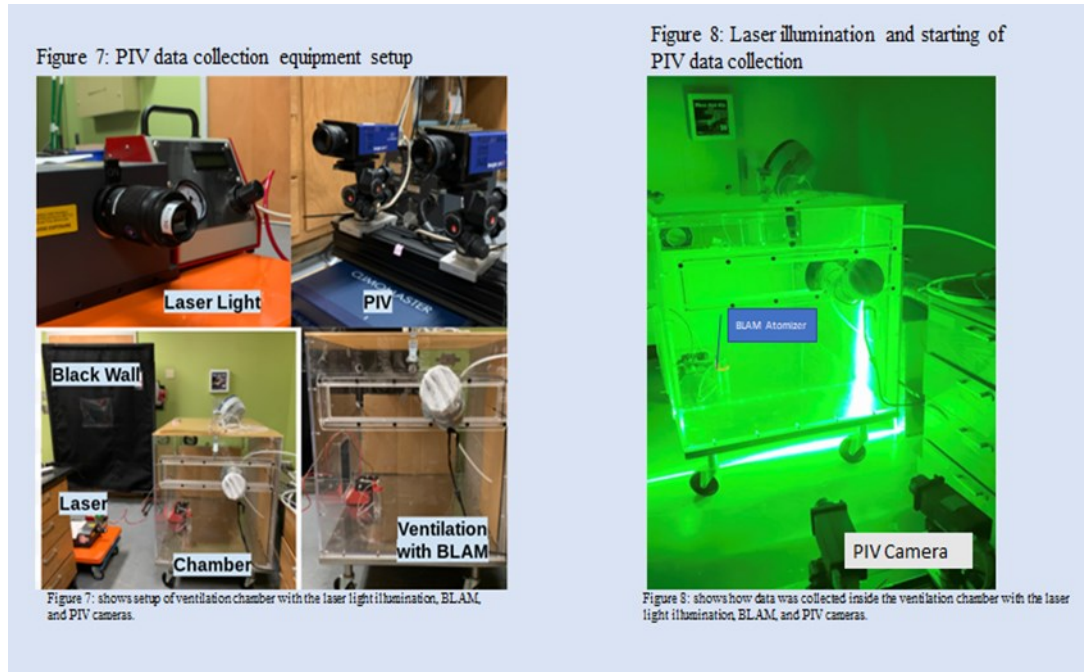 Figure 7: PIV data collection equipment setup
Laser Light
PIV
CLIMOMASTER
Black Wall
Laser
Chamber
Ventilation
with BLAM
Figure 7: shows setup of ventilation chamber with the laser light illumination, BLAM,
and PIV cameras.
Figure 8: Laser illumination and starting of
PIV data collection
BLAM Atomizer
PIV Camera
Figure 8: shows how data was collected inside the ventilation chamber with the laser
light illumination, BLAM, and PIV cameras.